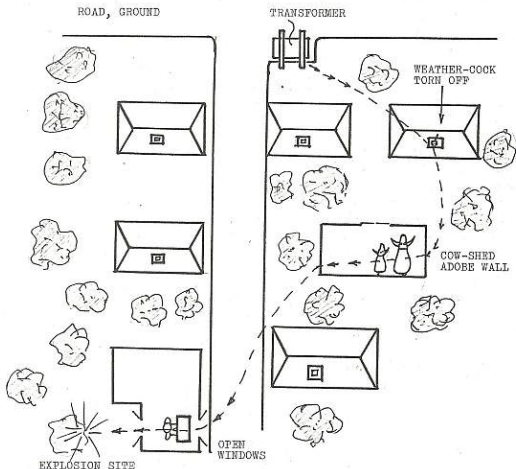 ROAD, GROUND
TRANSFORMER
WEATHER-COCK
TORN OFF
COW-SHED
ADOBE WALL
OPEN
WINDOWS
EXPLOSION SITE